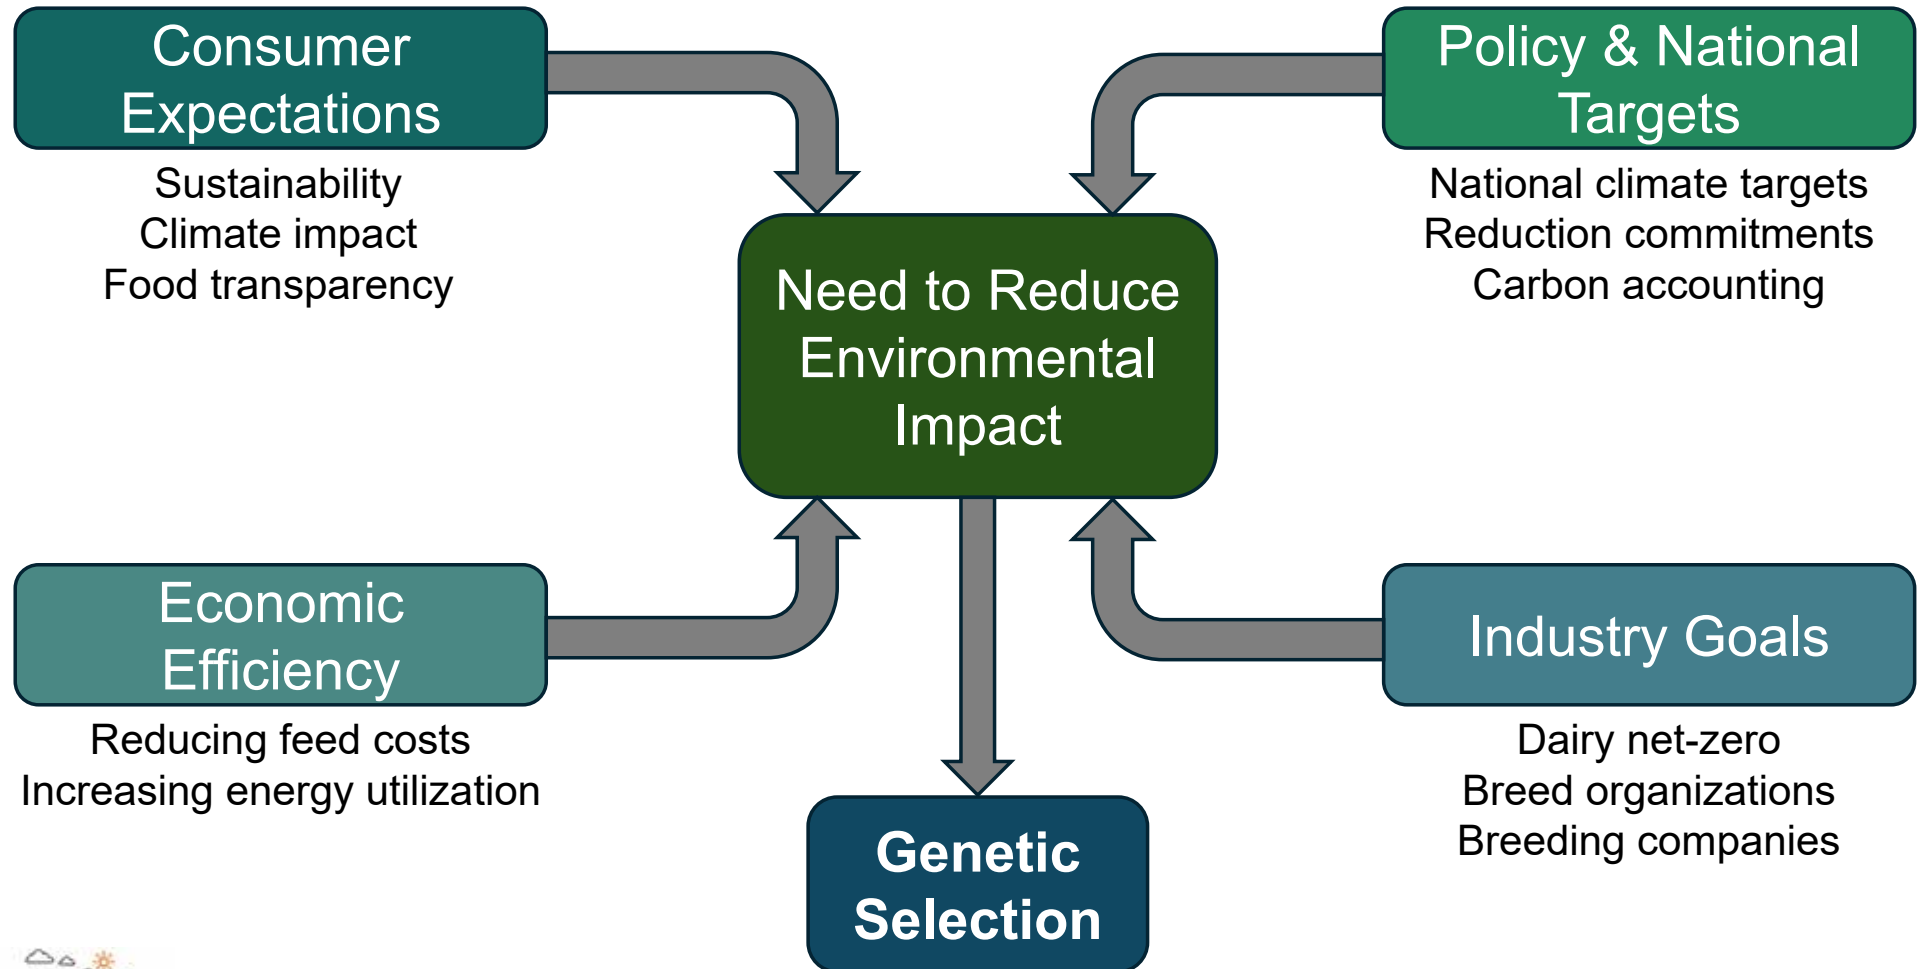 Consumer
Expectations
Sustainability
Climate impact
Food transparency
Policy & National
Targets
National climate targets
Reduction commitments
Carbon accounting
Need to Reduce
Environmental
Impact
Economic
Efficiency
Reducing feed costs
Increasing energy utilization
Industry Goals
Dairy net-zero
Breed organizations
Breeding companies
Genetic
Selection